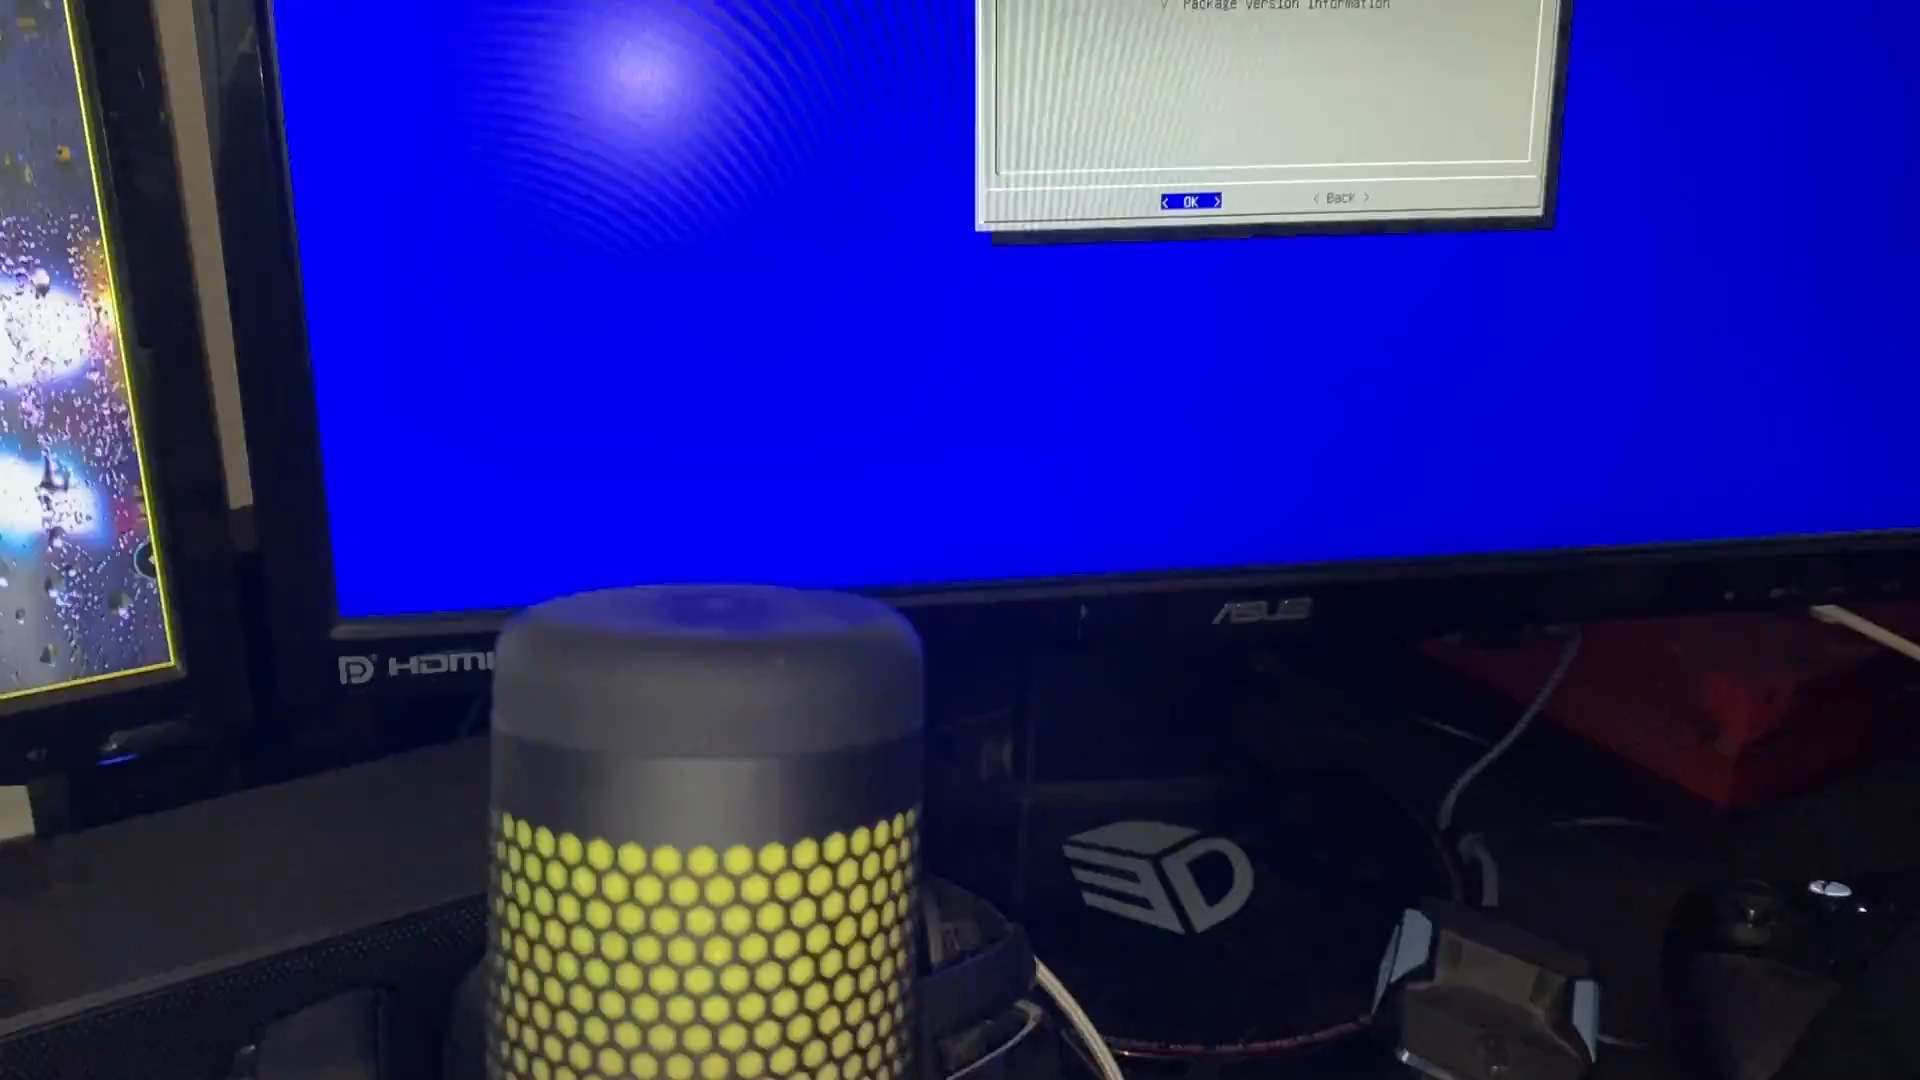 V Package Version Information
< OK >
< Back >
ASUS
HDMI
3D